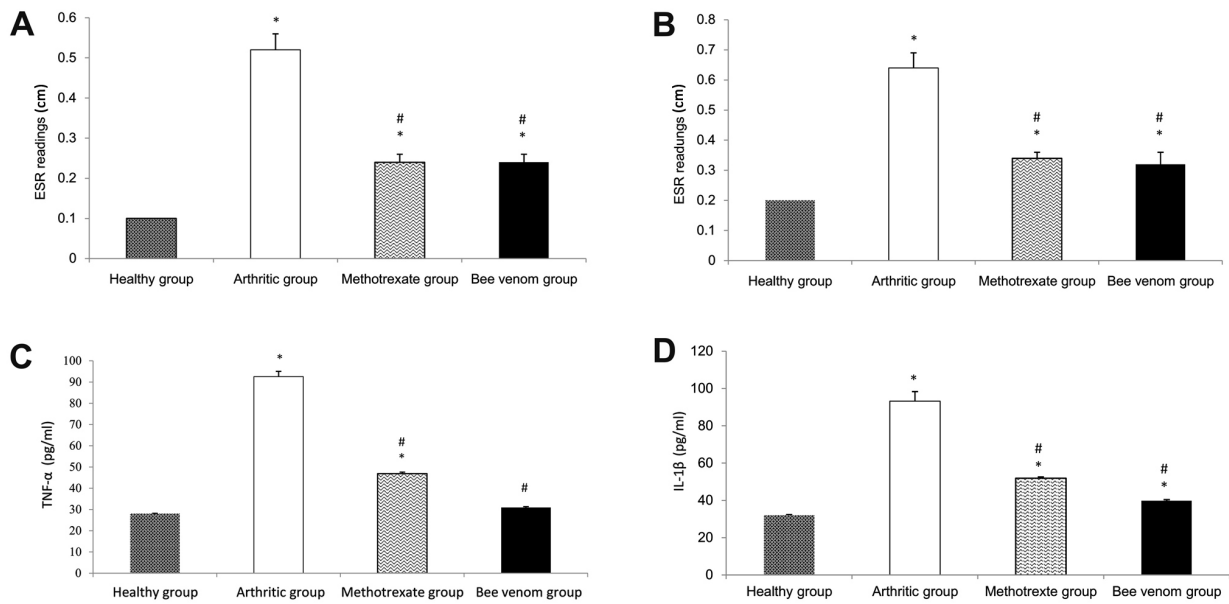 A
ESR readings (cm)
0.6
0.5
0.4
0.3
0.2
0.1
0
*
#
*
#
*
Healthy group
Arthritic group
Methotrexate group
Bee venom group
B
ESR readungs (cm)
0.8
0.7
0.6
0.5
0.4
0.3
0.2
0.1
0
*
#
*
#
*
Healthy group
Arthritic group
Methotrexate group
Bee venom group
C
TNF-α (pg/ml)
100
90
80
70
60
50
40
30
20
10
0
*
#
*
#
Healthy group
Arthritic group
Methotrexate group
Bee venom group
D
IL-1β (pg/ml)
120
100
80
60
40
20
0
*
#
*
#
*
Healthy group
Arthritic group
Methotrexte group
Bee venom group